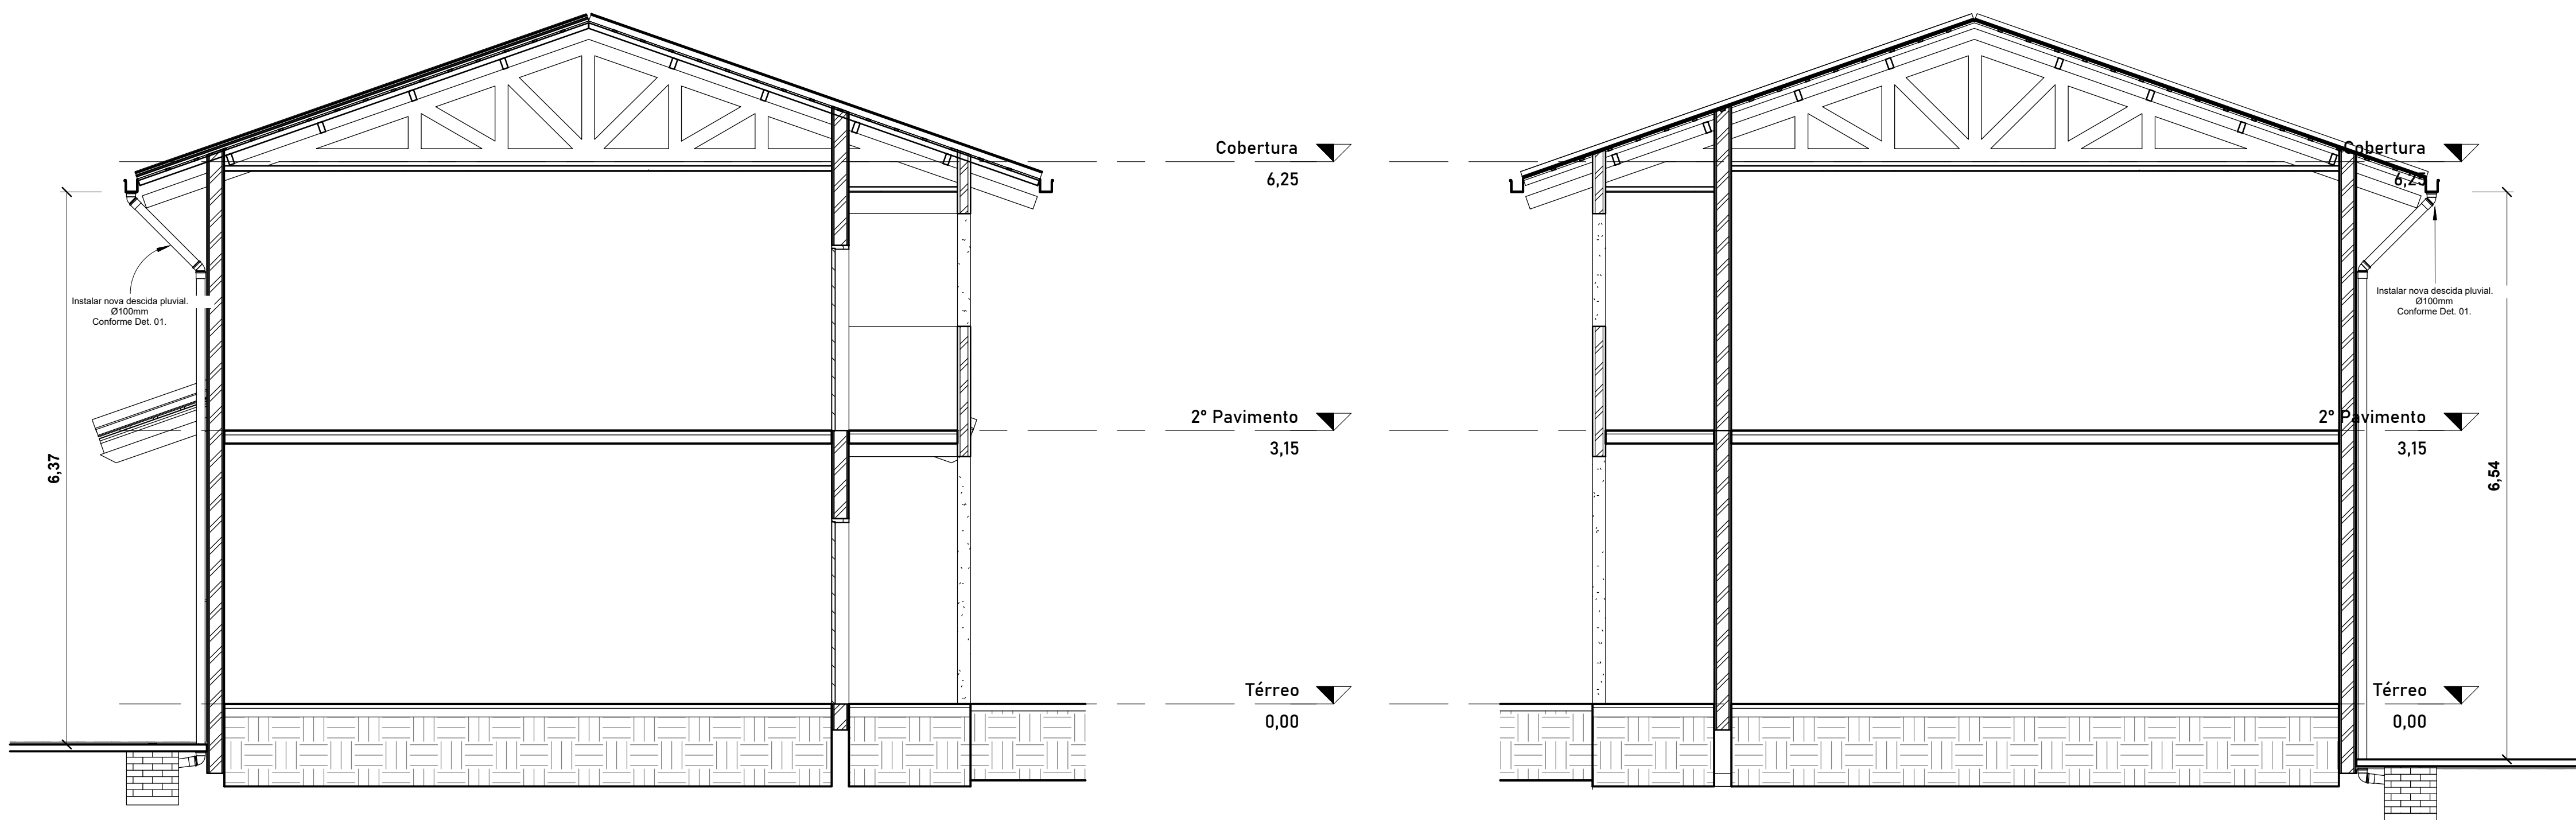 Cobertura
6,25
Instalar nova descida pluvial.
Ø100mm
Conforme Det. 01.
6,37
2° Pavimento
3,15
Térreo
0,00
Cobertura
6,25
Instalar nova descida pluvial.
Ø100mm
Conforme Det. 01.
2° Pavimento
3,15
6,54
Térreo
0,00